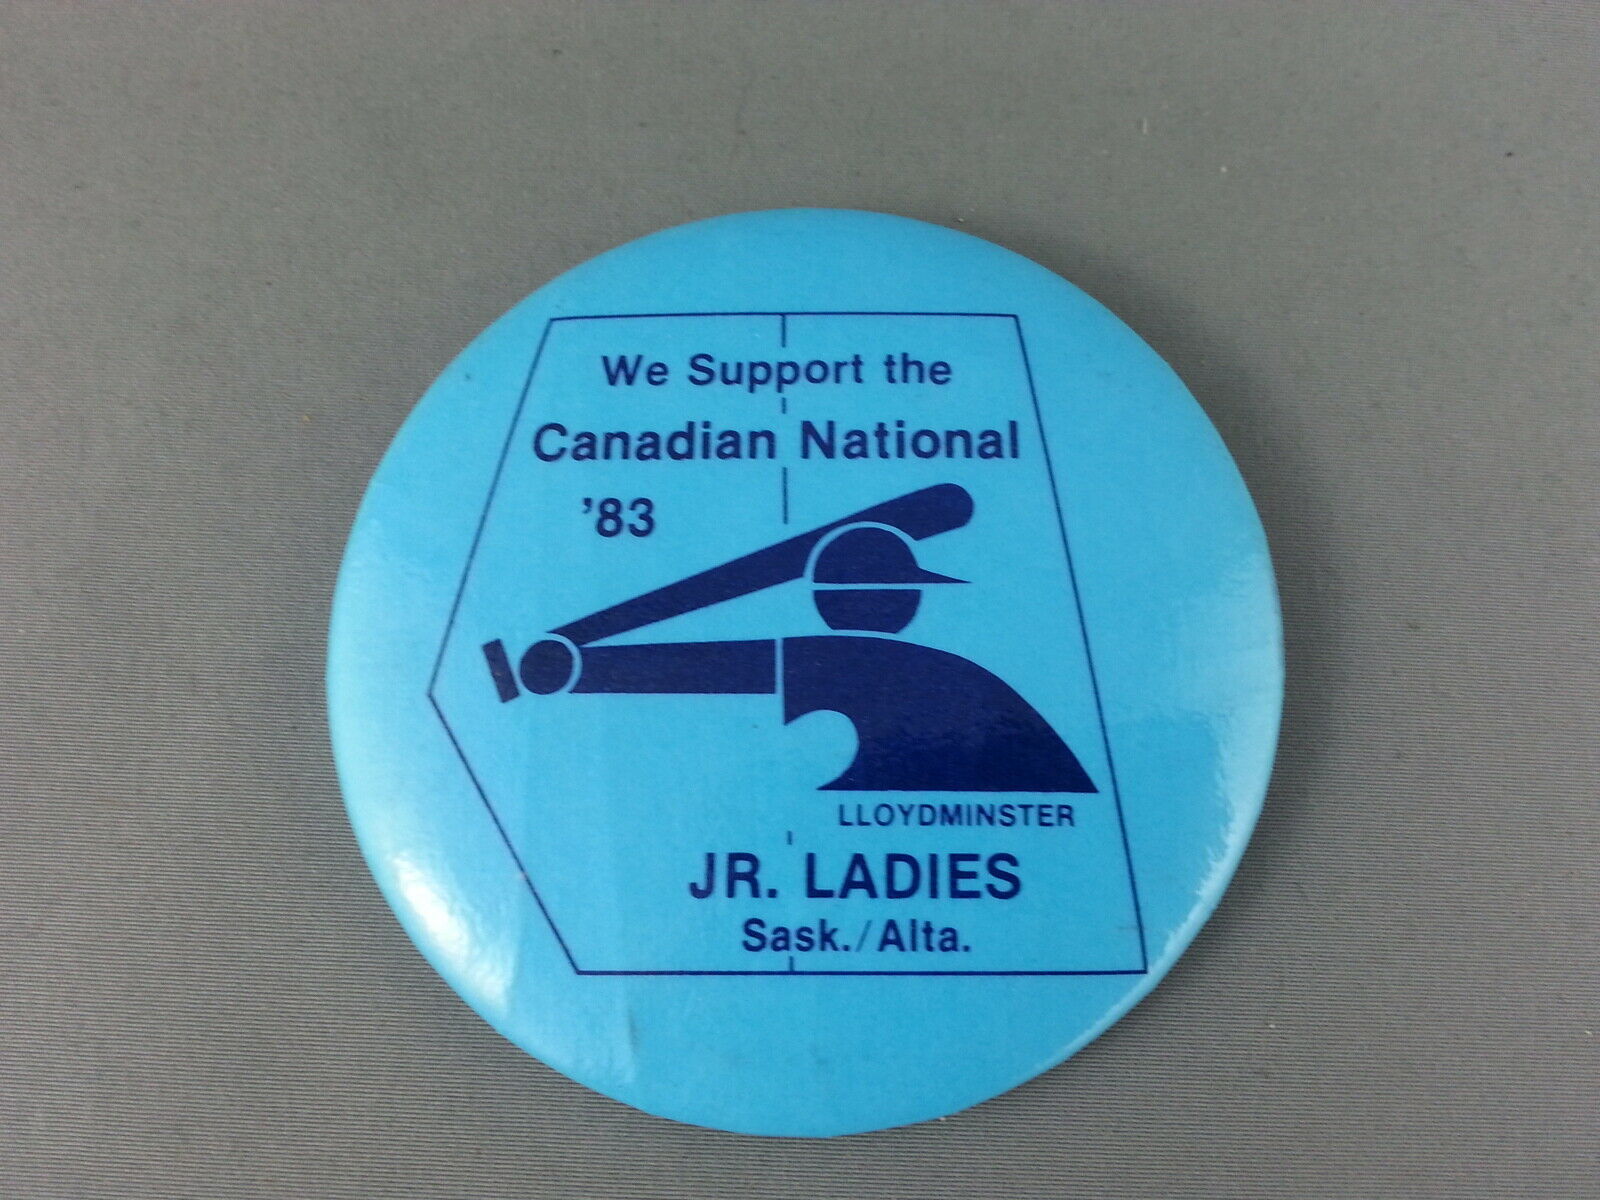 We Support the
Canadian National
'83
LLOYDMINSTER
JR. LADIES
Sask./Alta.